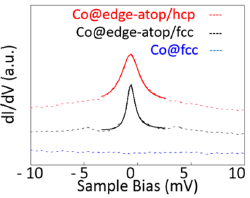 Co@edge-atop/hcp
Co@edge-atop/fcc
Co@fcc
dI/dV (a.u.)
-10 -5 0 5 10
Sample Bias (mV)